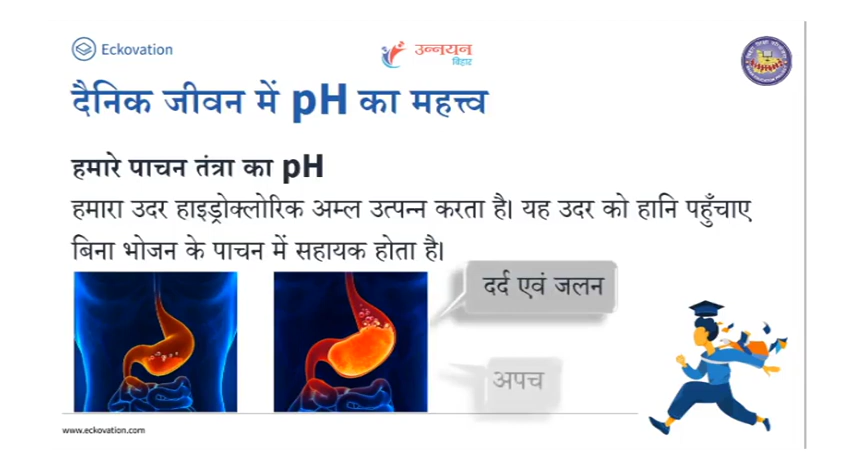 Eckovation
उन्नयन
बिहार
दैनिक जीवन में pH का महत्त्व
हमारे पाचन तंत्रा का pH
हमारा उदर हाइड्रोक्लोरिक अम्ल उत्पन्न करता है। यह उदर को हानि पहुँचाए
बिना भोजन के पाचन में सहायक होता है।
दर्द एवं जलन
अपच
www.eckovation.com